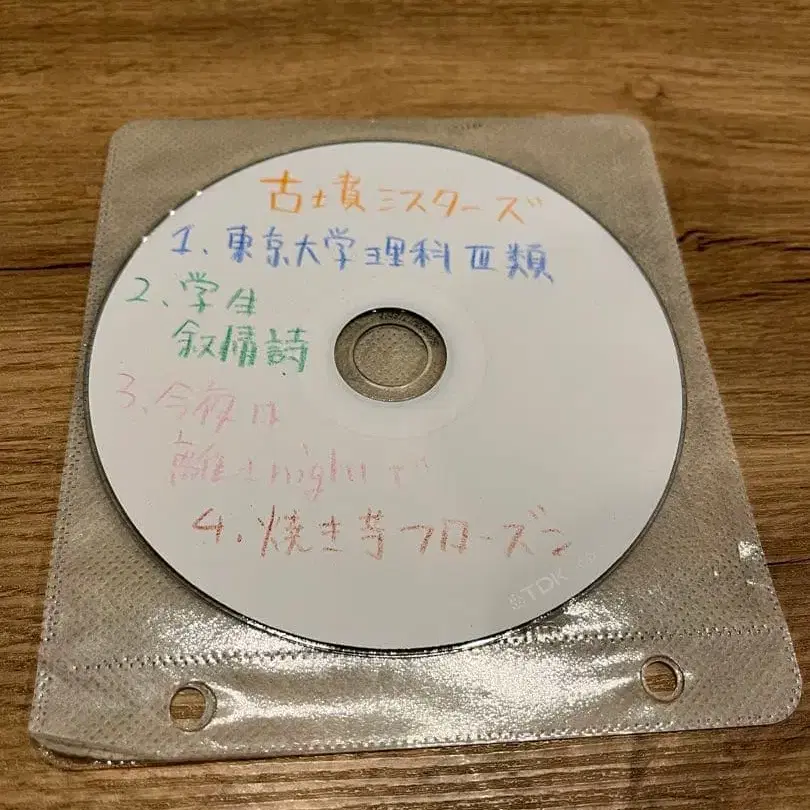 古墳ミスターズ
1、東京大学理科Ⅲ類
2、学生
叙帰詩
3、今夜は
離さnightで
4.焼き芋フローズン
TDK